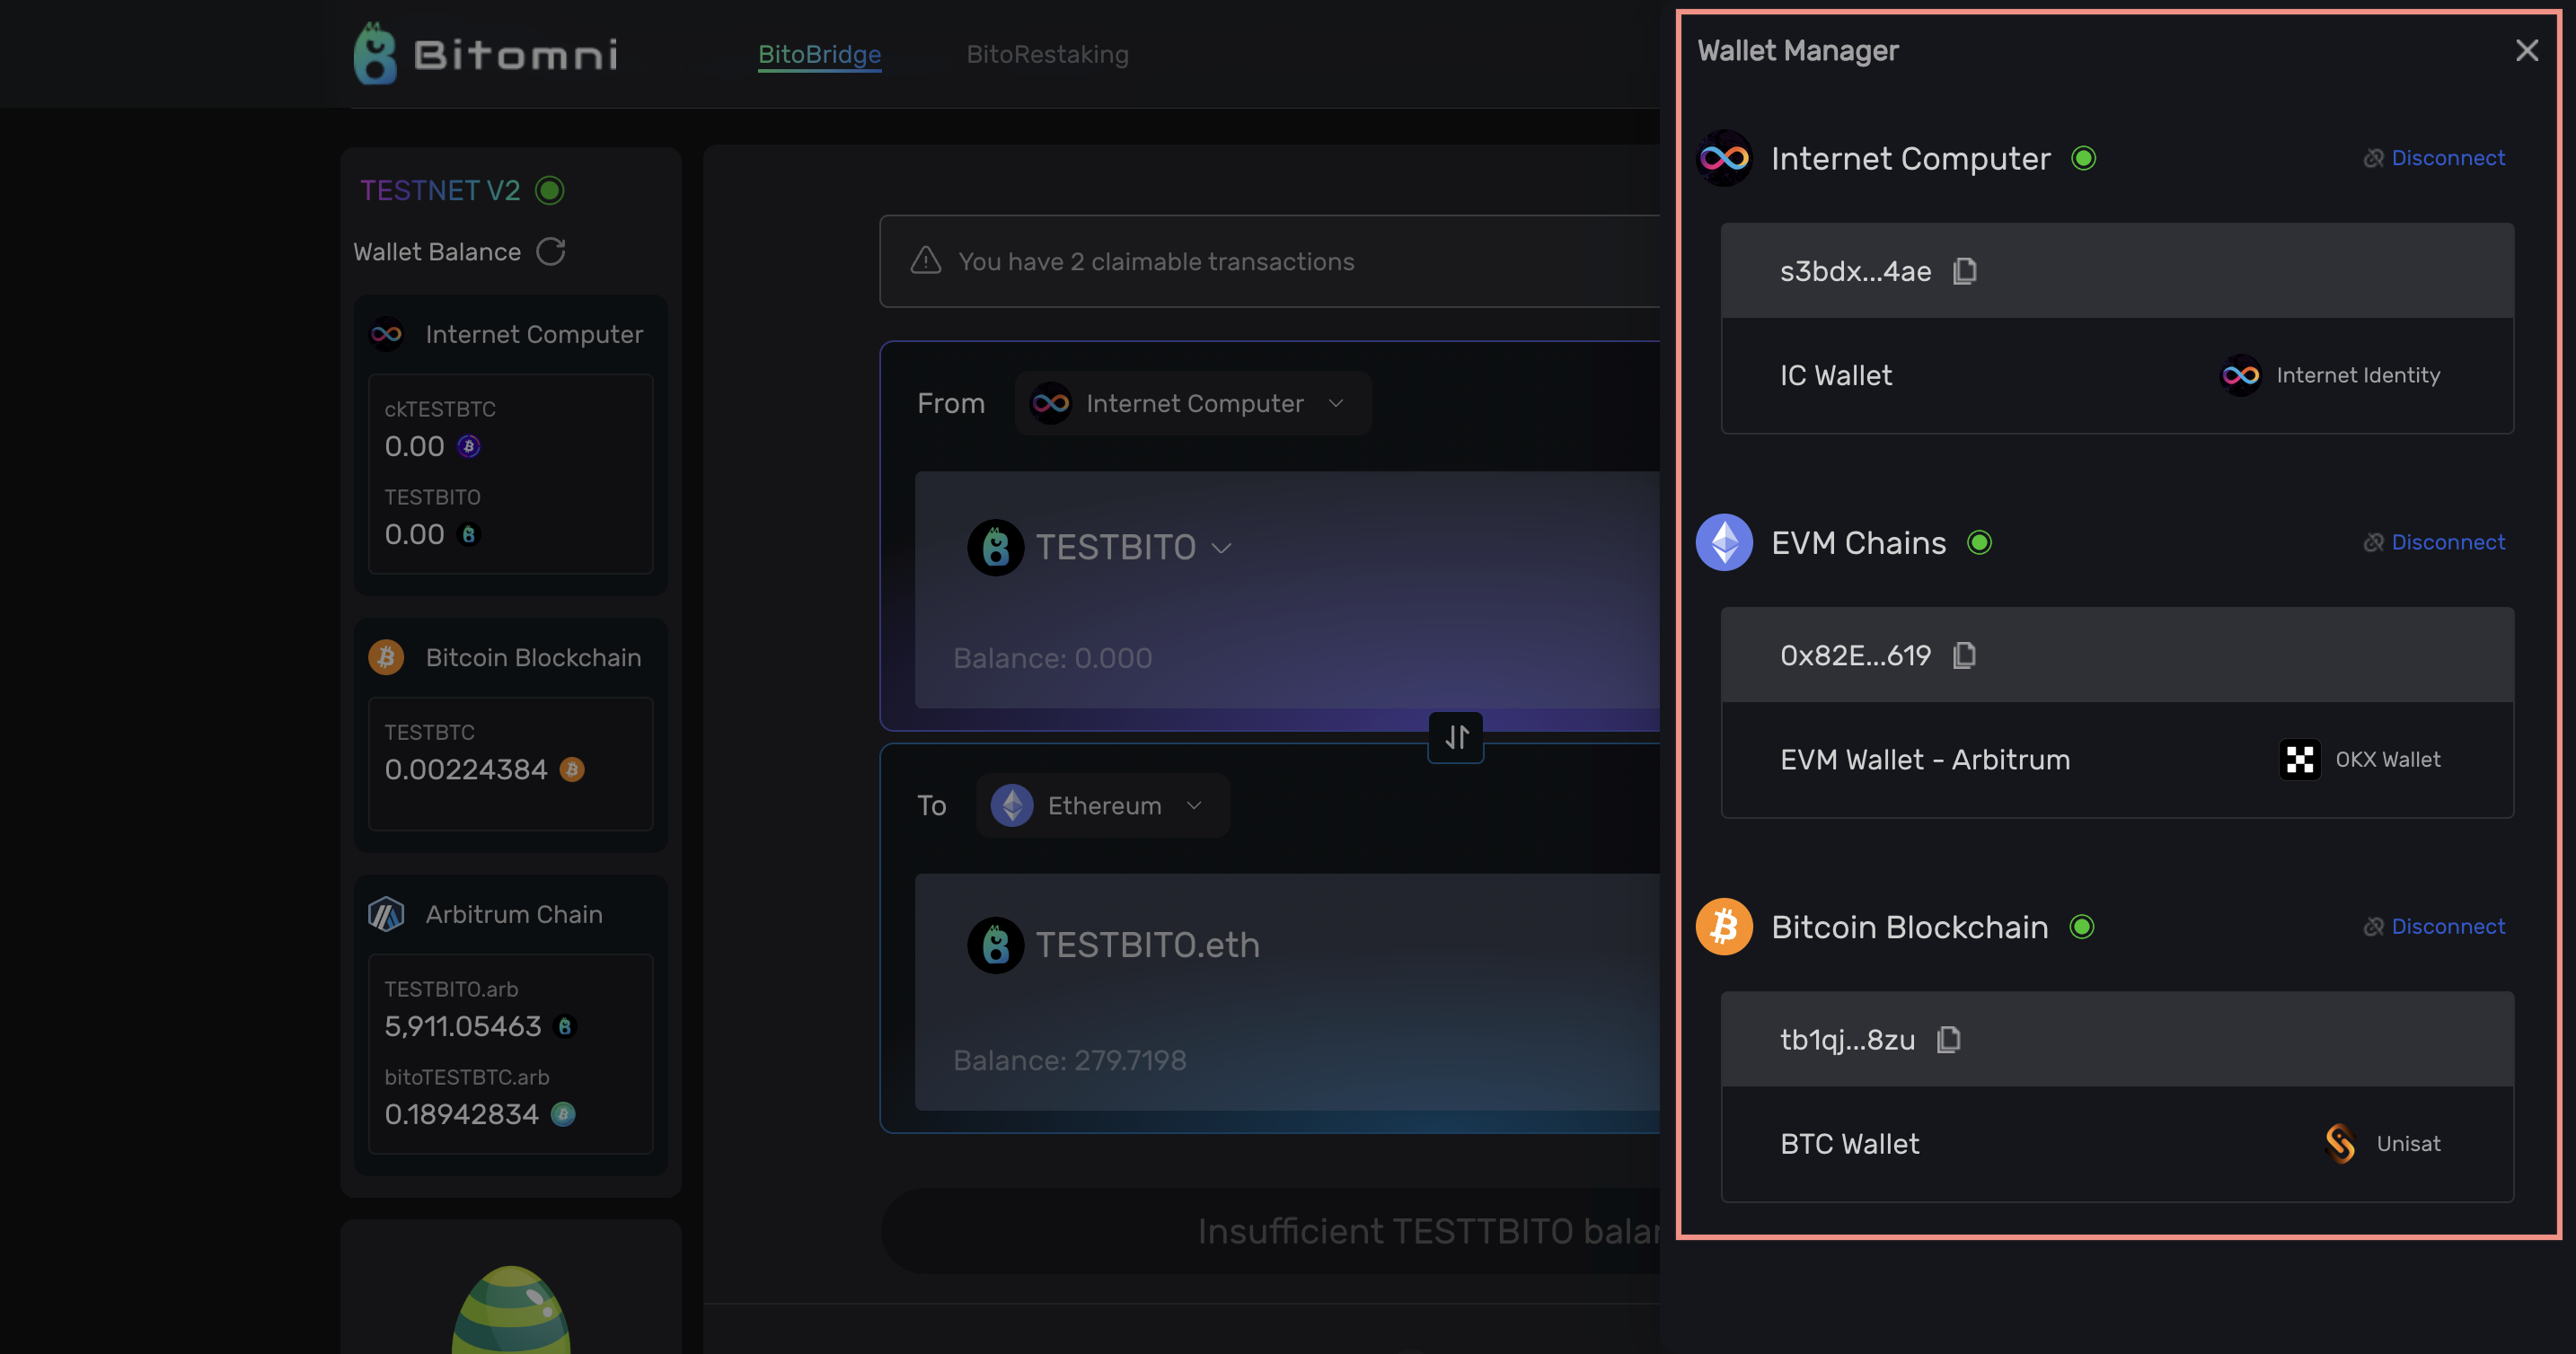 Bitomni
BitoBridge
BitoRestaking
TESTNET V2
Wallet Balance
Internet Computer
ckTESTBTC
0.00
TESTBITO
0.00
Bitcoin Blockchain
TESTBTC
0.00224384
Arbitrum Chain
TESTBITO.arb
5,911.05463
bitoTESTBTC.arb
0.18942834
You have 2 claimable transactions
From
Internet Computer
TESTBITO
Balance: 0.000
To
Ethereum
TESTBITO.eth
Balance: 279.7198
Insufficient TESTTBITO balan
Wallet Manager
Internet Computer
Disconnect
s3bdx...4ae
IC Wallet
Internet Identity
EVM Chains
Disconnect
0x82E...619
EVM Wallet - Arbitrum
OKX Wallet
Bitcoin Blockchain
Disconnect
tb1qj...8zu
BTC Wallet
Unisat